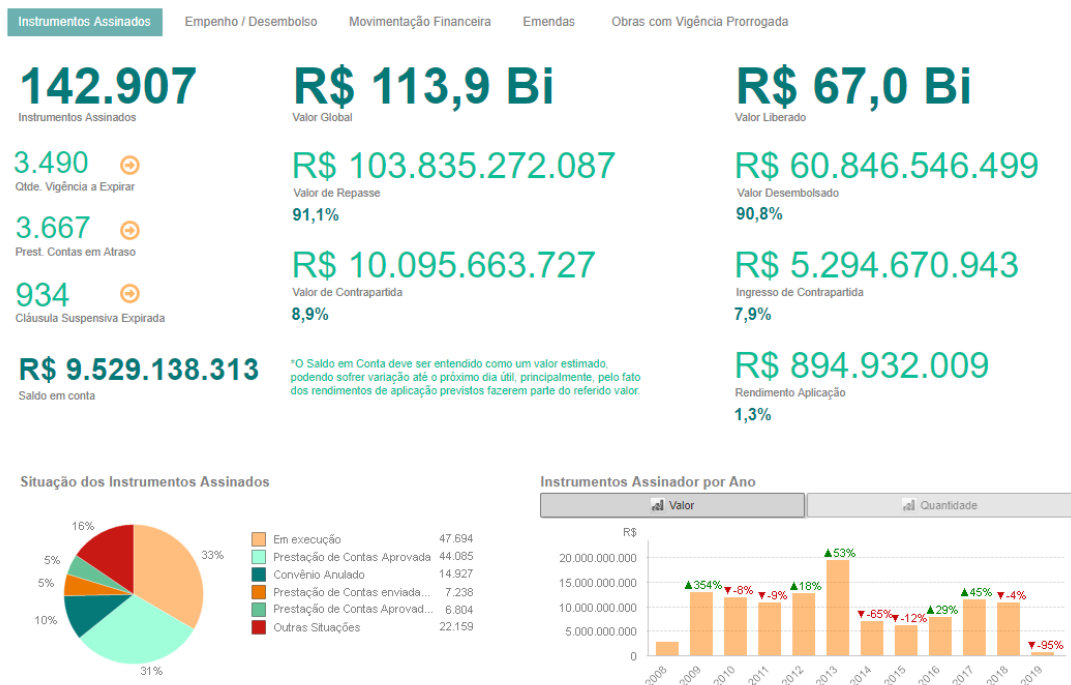 Instrumentos Assinados Empenho / Desembolso Movimentação Financeira Emendas Obras com Vigência Prorrogada
142.907
Instrumentos Assinados
R$ 113,9 Bi
Valor Global
R$ 67,0 Bi
Valor Liberado
3.490
Qtde. Vigência a Expirar
3.667
Prest. Contas em Atraso
934
Cláusula Suspensiva Expirada
R$ 9.529.138.313
Saldo em conta
R$ 103.835.272.087
Valor de Repasse
91,1%
R$ 10.095.663.727
Valor de Contrapartida
8,9%
*O Saldo em Conta deve ser entendido como um valor estimado,
podendo sofrer variação até o próximo dia útil, principalmente, pelo fato
dos rendimentos de aplicação previstos fazerem parte do referido valor.
R$ 60.846.546.499
Valor Desembolsado
90,8%
R$ 5.294.670.943
Ingresso de Contrapartida
7,9%
R$ 894.932.009
Rendimento Aplicação
1,3%
Situação dos Instrumentos Assinados
16%
5%
5%
10%
31%
33%
Em execução 47.694
Prestação de Contas Aprovada 44.085
Convênio Anulado 14.927
Prestação de Contas enviada... 7.238
Prestação de Contas Aprovad... 6.804
Outras Situações 22.159
Instrumentos Assinador por Ano
Valor Quantidade
R$
20.000.000.000
15.000.000.000
10.000.000.000
5.000.000.000
0
▲354% ▼-8% ▼-9% ▲18% ▲53% ▼-65% ▼-12% ▲29% ▲45% ▼-4% ▼-95%
2008 2009 2010 2011 2012 2013 2014 2015 2016 2017 2018 2019